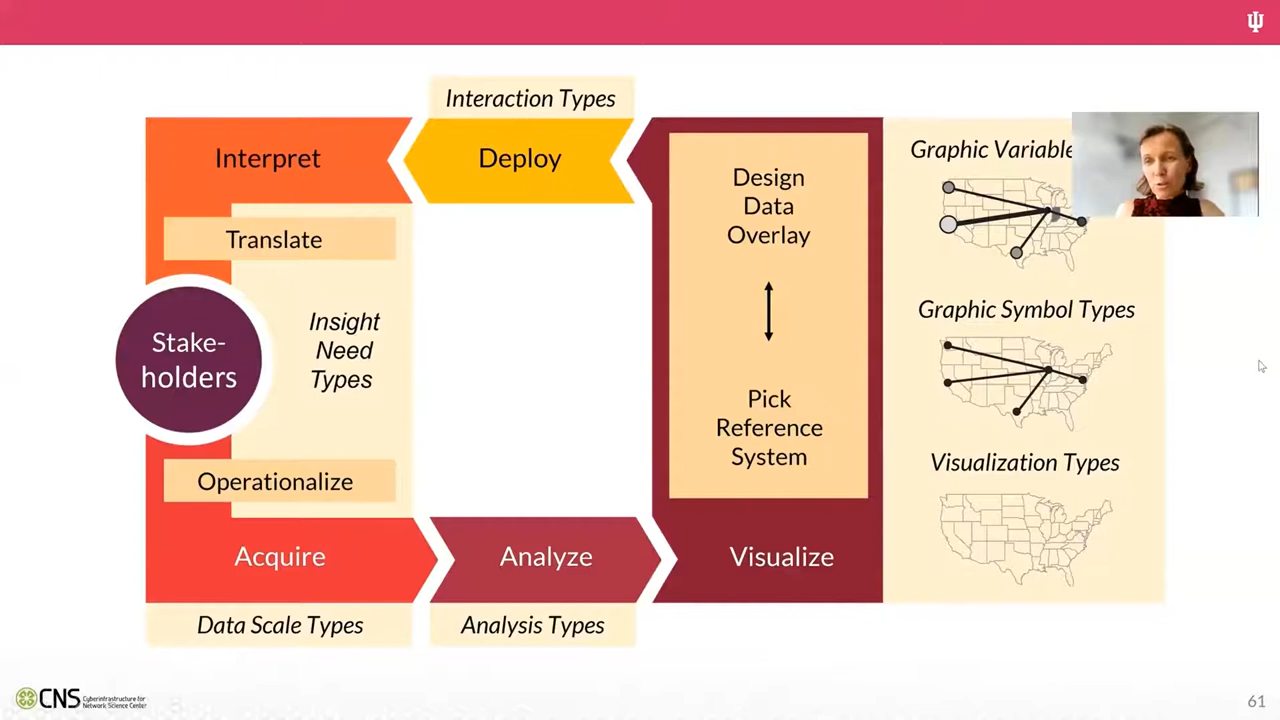 Interaction Types
Interpret
Deploy
Translate
Stake-
holders
Insight
Need
Types
Operationalize
Acquire
Analyze
Visualize
Data Scale Types
Analysis Types
Design
Data
Overlay
Pick
Reference
System
Graphic Variable
Graphic Symbol Types
Visualization Types
CNS
Cyberinfrastructure for
Network Science Center
61